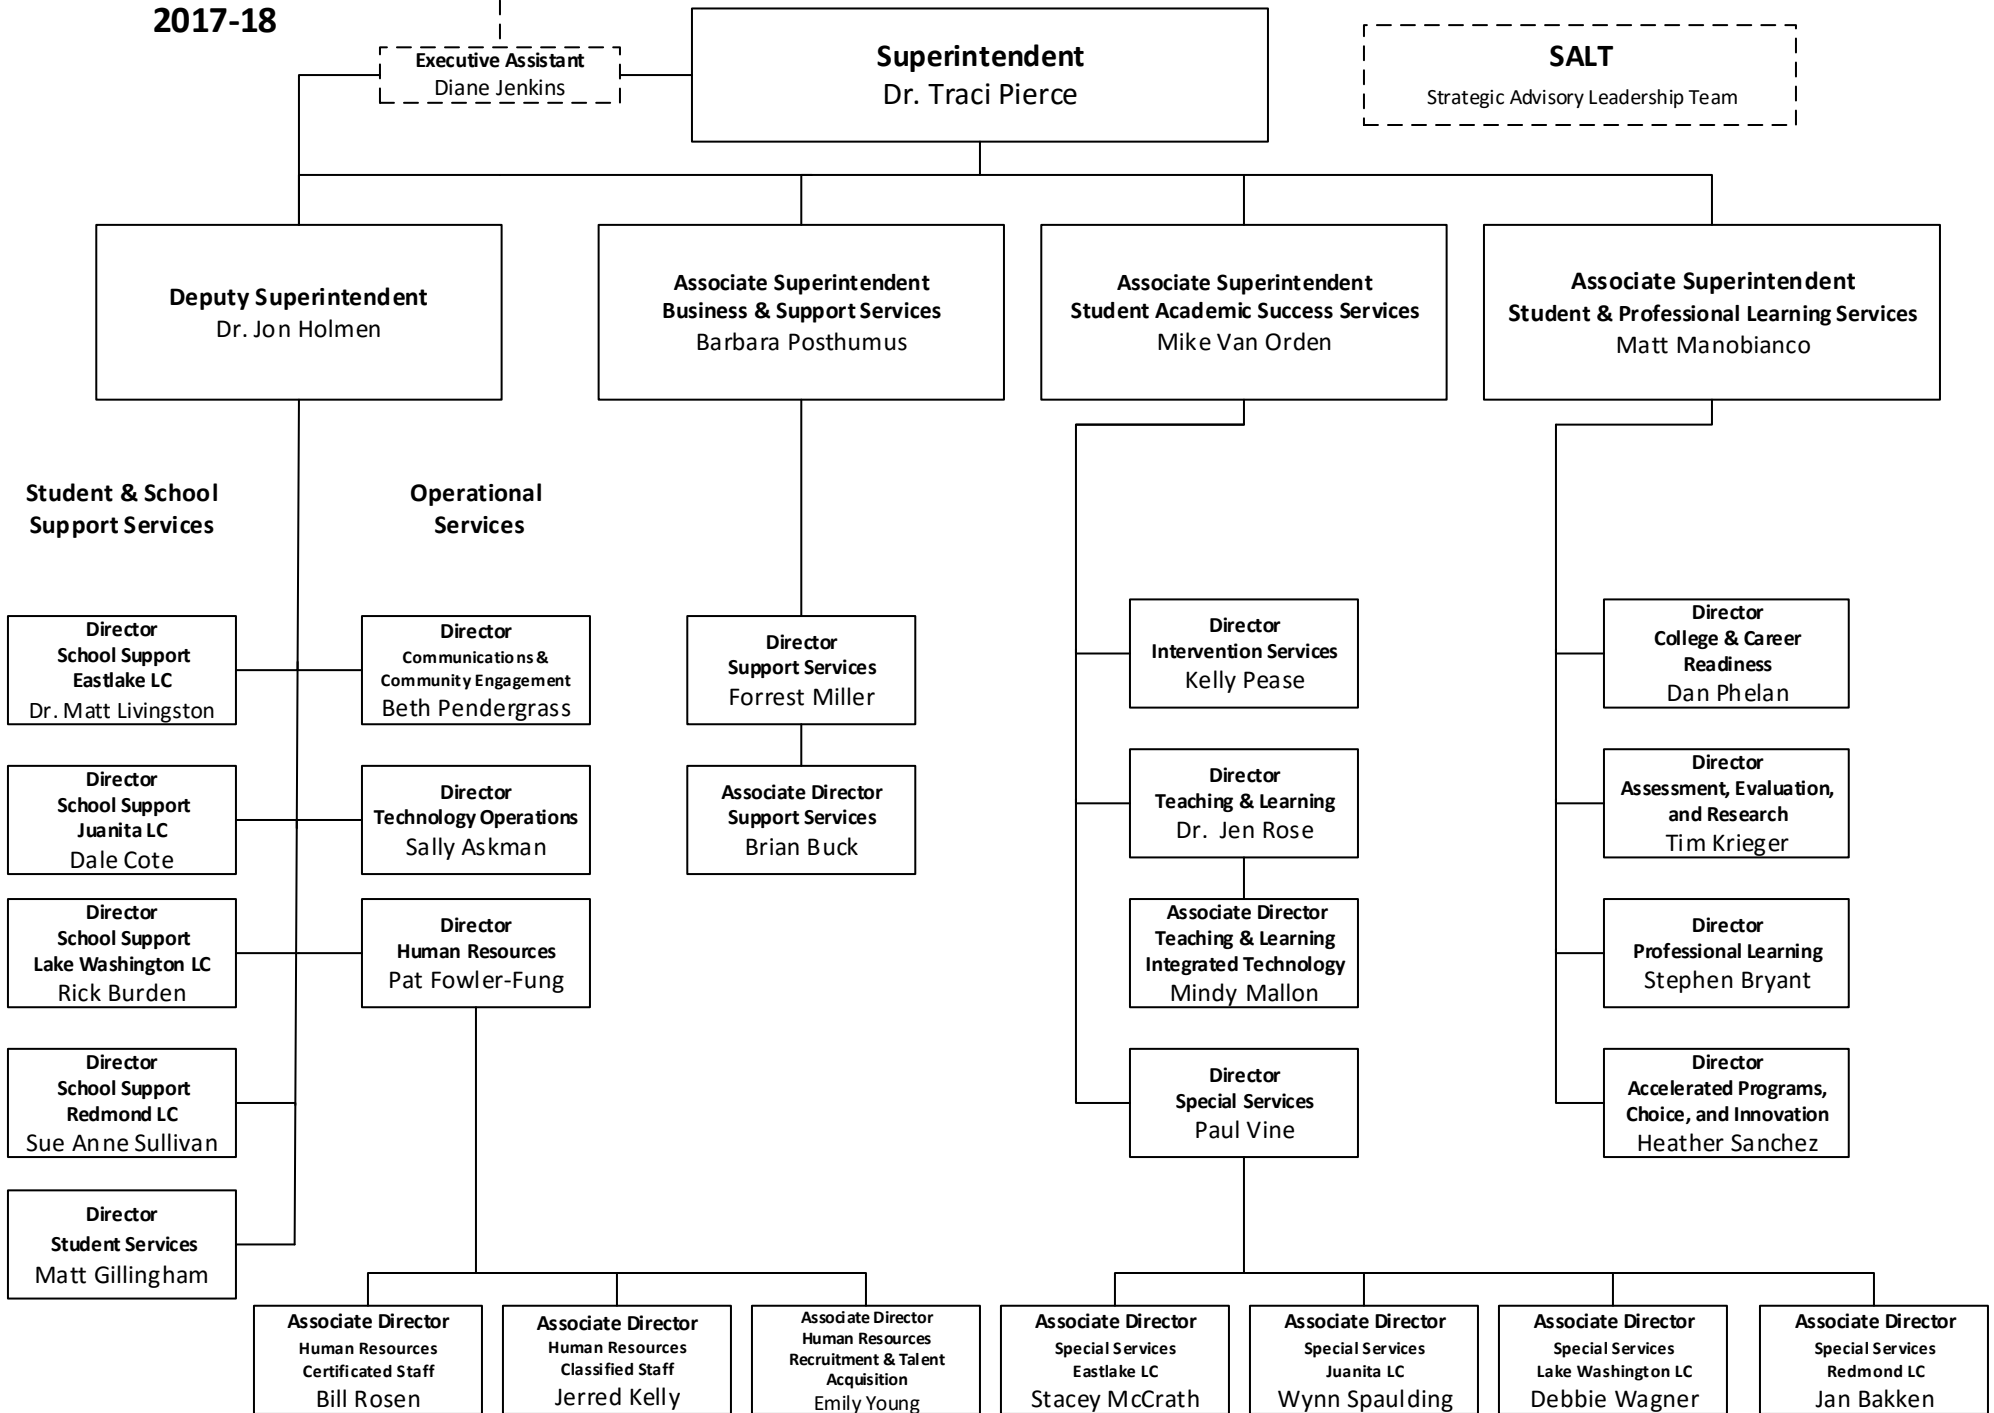 2017-18
Executive Assistant
Diane Jenkins
Superintendent
Dr. Traci Pierce
SALT
Strategic Advisory Leadership Team
Deputy Superintendent
Dr. Jon Holmen
Associate Superintendent
Business & Support Services
Barbara Posthumus
Associate Superintendent
Student Academic Success Services
Mike Van Orden
Associate Superintendent
Student & Professional Learning Services
Matt Manobianco
Student & School
Support Services
Operational
Services
Director
School Support
Eastlake LC
Dr. Matt Livingston
Director
Communications &
Community Engagement
Beth Pendergrass
Director
Support Services
Forrest Miller
Director
Intervention Services
Kelly Pease
Director
College & Career
Readiness
Dan Phelan
Director
School Support
Juanita LC
Dale Cote
Director
Technology Operations
Sally Askman
Associate Director
Support Services
Brian Buck
Director
Teaching & Learning
Dr. Jen Rose
Director
Assessment, Evaluation,
and Research
Tim Krieger
Director
School Support
Lake Washington LC
Rick Burden
Director
Human Resources
Pat Fowler-Fung
Associate Director
Teaching & Learning
Integrated Technology
Mindy Mallon
Director
Professional Learning
Stephen Bryant
Director
School Support
Redmond LC
Sue Anne Sullivan
Director
Special Services
Paul Vine
Director
Accelerated Programs,
Choice, and Innovation
Heather Sanchez
Director
Student Services
Matt Gillingham
Associate Director
Human Resources
Certificated Staff
Bill Rosen
Associate Director
Human Resources
Classified Staff
Jerred Kelly
Associate Director
Human Resources
Recruitment & Talent
Acquisition
Emily Young
Associate Director
Special Services
Eastlake LC
Stacey McCrath
Associate Director
Special Services
Juanita LC
Wynn Spaulding
Associate Director
Special Services
Lake Washington LC
Debbie Wagner
Associate Director
Special Services
Redmond LC
Jan Bakken